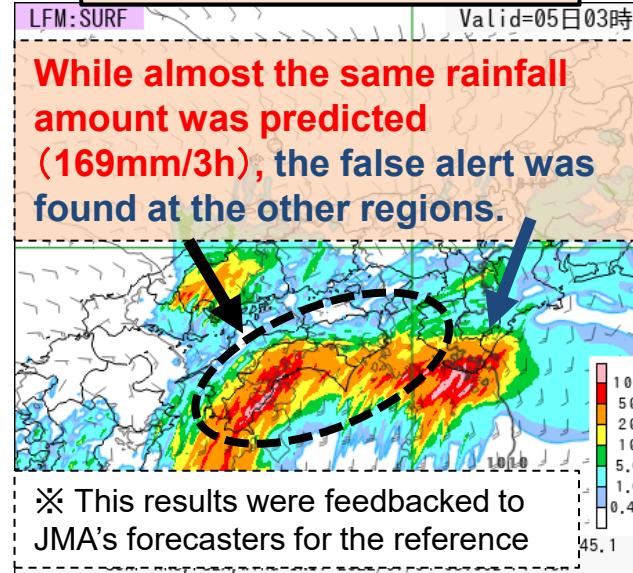 LFM:SURF
Valid=05日03時
While almost the same rainfall
amount was predicted
（169mm/3h）, the false alert was
found at the other regions.
10
50
20
10
5.
1.
0.4
1010
※ This results were feedbacked to
JMA’s forecasters for the reference
45.1